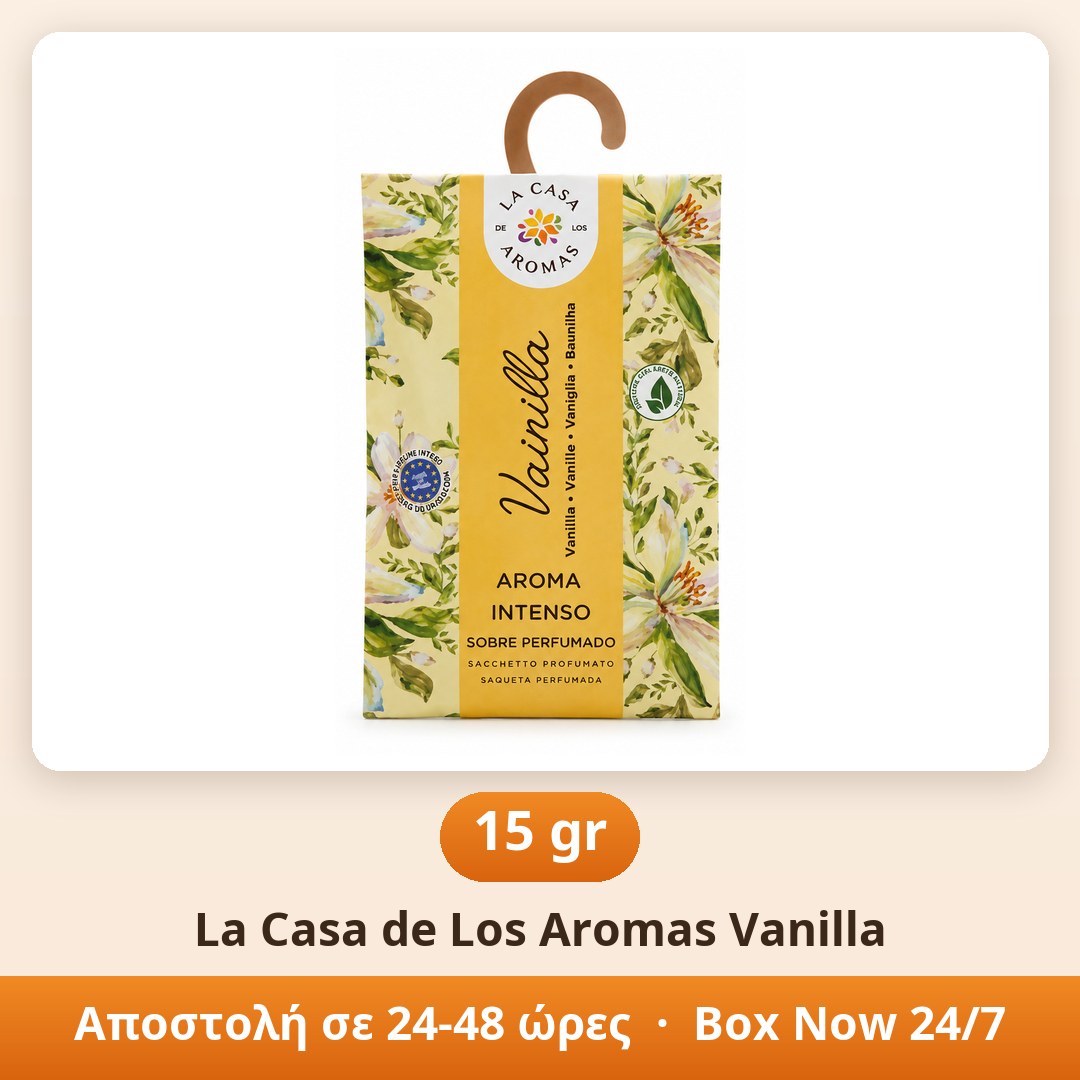 LA CASA
DE LOS
AROMAS
Vainilla
Vanilla • Vanille • Vaniglia • Baunilha
AROMA
INTENSO
SOBRE PERFUMADO
SACCHETTO PROFUMATO
SAQUETA PERFUMADA
15 gr
La Casa de Los Aromas Vanilla
Αποστολή σε 24-48 ώρες · Box Now 24/7